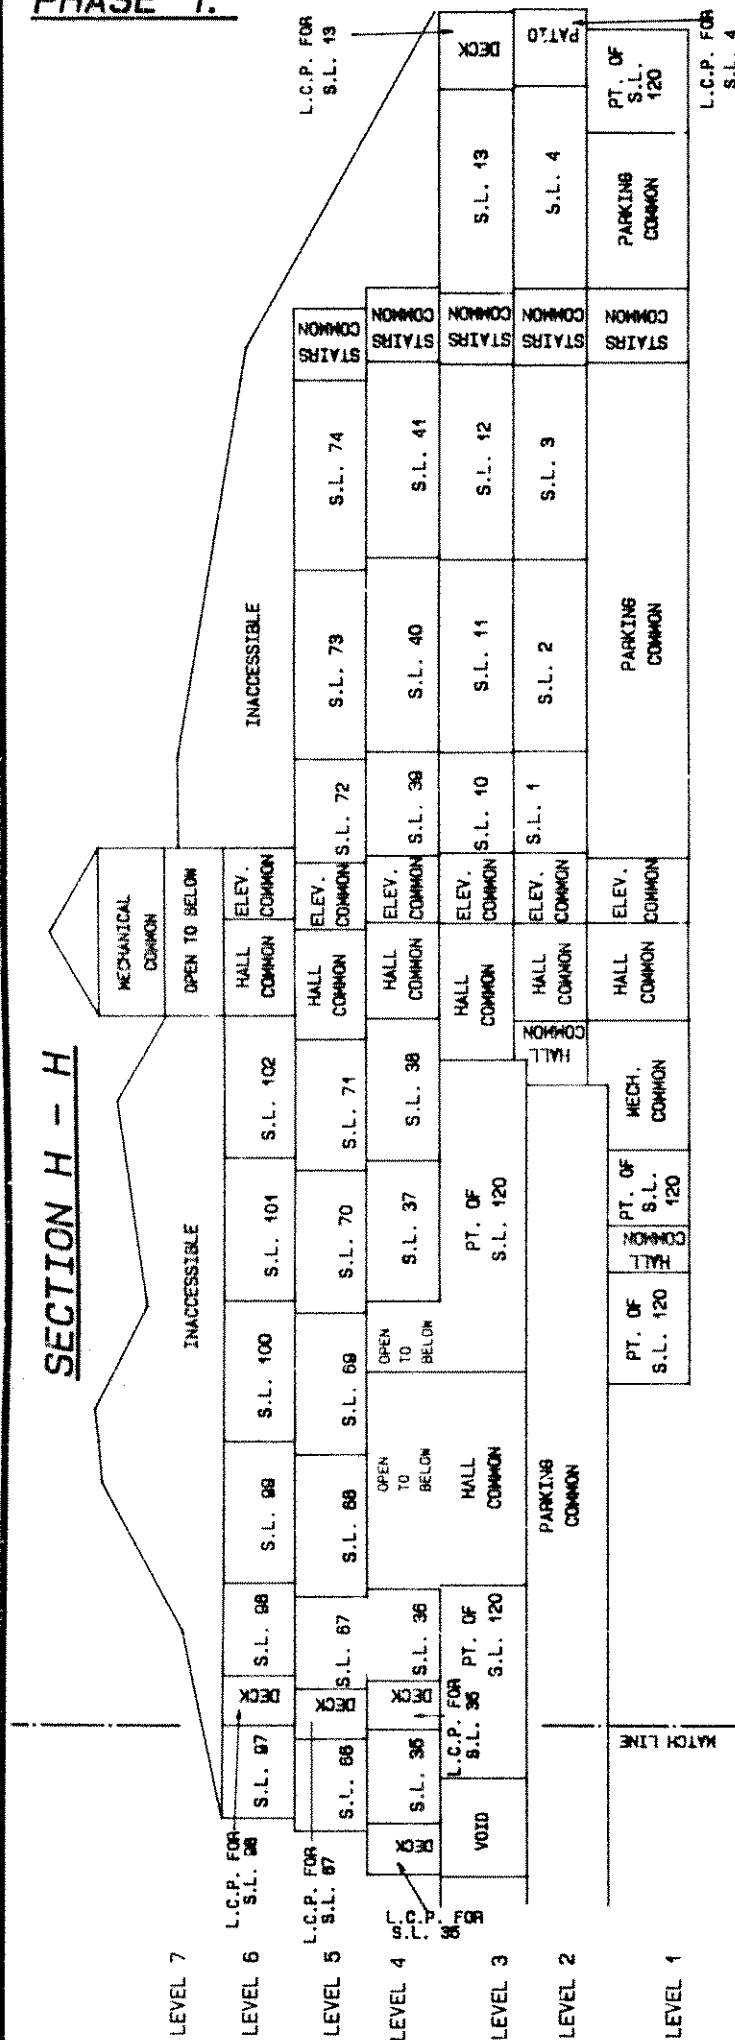 PHASE 1.
SECTION H - H
LEVEL 7
INACCESSIBLE
MECHANICAL
COMMON
OPEN TO BELOW
INACCESSIBLE
LEVEL 6
L.C.P. FOR
S.L. 98
S.L. 97
DECK
S.L. 98
S.L. 99
S.L. 100
S.L. 101
S.L. 102
HALL
COMMON
ELEV.
COMMON
LEVEL 5
L.C.P. FOR
S.L. 67
S.L. 66
DECK
S.L. 67
S.L. 68
S.L. 69
S.L. 70
S.L. 71
HALL
COMMON
ELEV.
COMMON
S.L. 72
S.L. 73
S.L. 74
STAIRS
COMMON
LEVEL 4
L.C.P. FOR
DECK
S.L. 35
DECK
S.L. 36
OPEN
TO
BELOW
OPEN
TO
BELOW
S.L. 37
S.L. 38
HALL
COMMON
ELEV.
COMMON
S.L. 39
S.L. 40
S.L. 41
STAIRS
COMMON
LEVEL 3
VOID
L.C.P. FOR
PT. OF
S.L. 120
HALL
COMMON
PT. OF
S.L. 120
HALL
COMMON
ELEV.
COMMON
S.L. 10
S.L. 11
S.L. 12
STAIRS
COMMON
S.L. 13
DECK
L.C.P. FOR
S.L. 13
LEVEL 2
PARKING
COMMON
HALL
COMMON
HALL
COMMON
ELEV.
COMMON
S.L. 1
S.L. 2
S.L. 3
STAIRS
COMMON
S.L. 4
PATIO
L.C.P. FOR
S.L. 4
LEVEL 1
MATCH LINE
PT. OF
S.L. 120
HALL
COMMON
PT. OF
S.L.
120
MECH.
COMMON
HALL
COMMON
ELEV.
COMMON
PARKING
COMMON
STAIRS
COMMON
PARKING
COMMON
PT. OF
S.L.
120